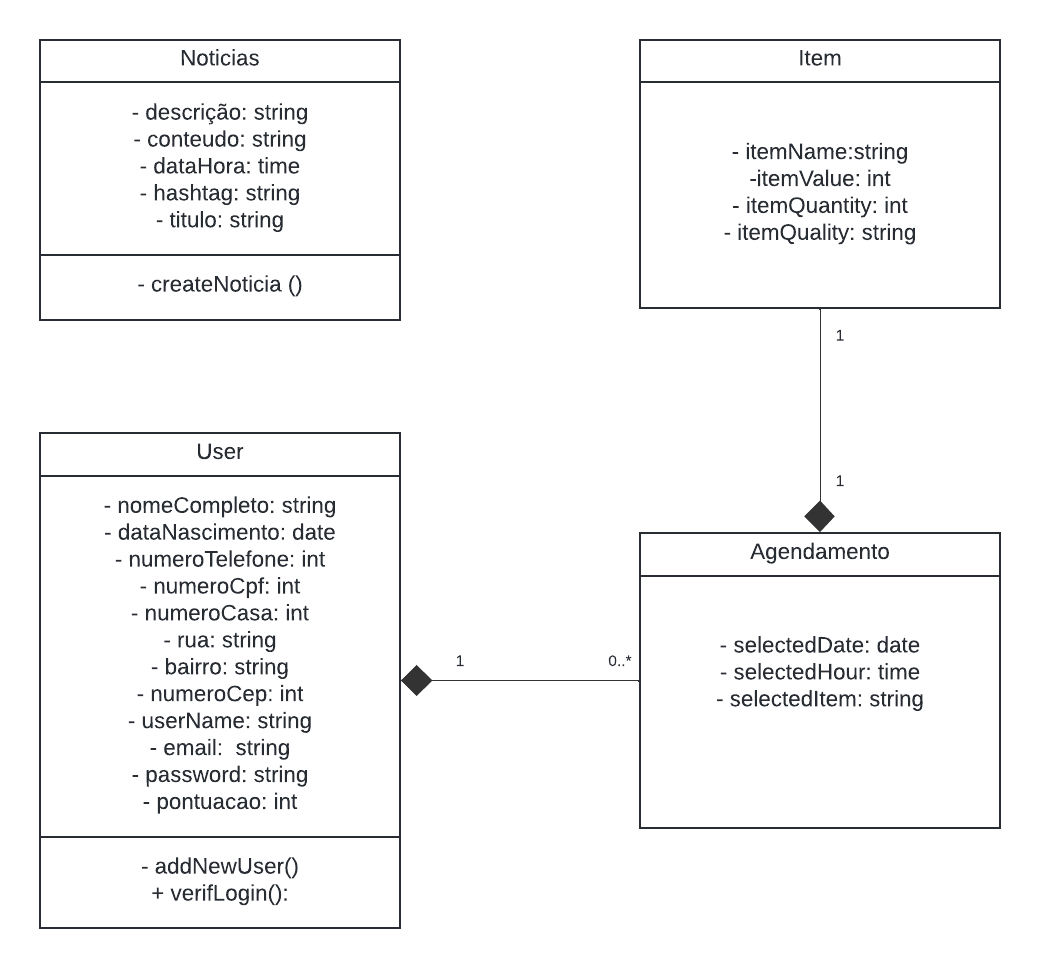 Noticias
- descrição: string
- conteudo: string
- dataHora: time
- hashtag: string
- titulo: string
- createNoticia ()
Item
- itemName:string
-itemValue: int
- itemQuantity: int
- itemQuality: string
1
1
User
- nomeCompleto: string
- dataNascimento: date
- numeroTelefone: int
- numeroCpf: int
- numeroCasa: int
- rua: string
- bairro: string
- numeroCep: int
- userName: string
- email:  string
- password: string
- pontuacao: int
- addNewUser()
+ verifLogin():
1
0..*
Agendamento
- selectedDate: date
- selectedHour: time
- selectedItem: string